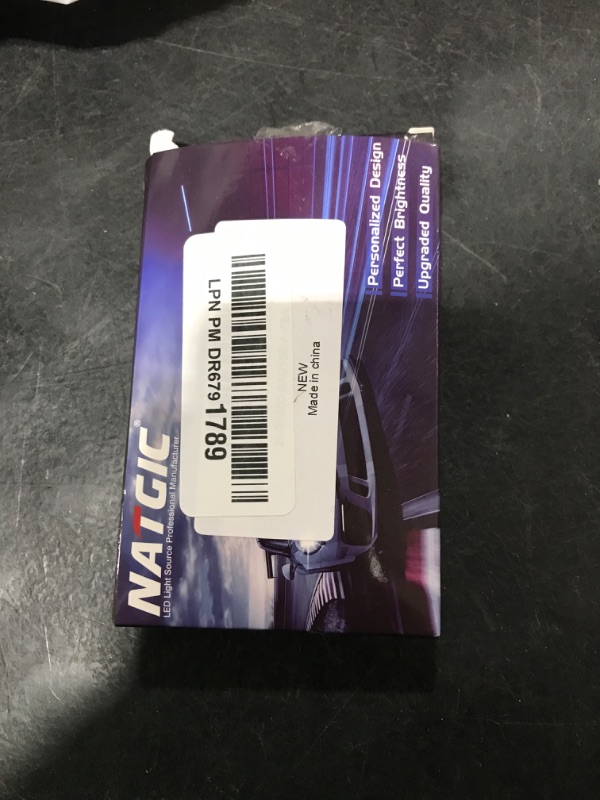 NATGIC®
LED Light Source Professional Manufacturer
LPN PM DR6791789
NEW
Made in china
Personalized Design
Perfect Brightness
Upgraded Quality